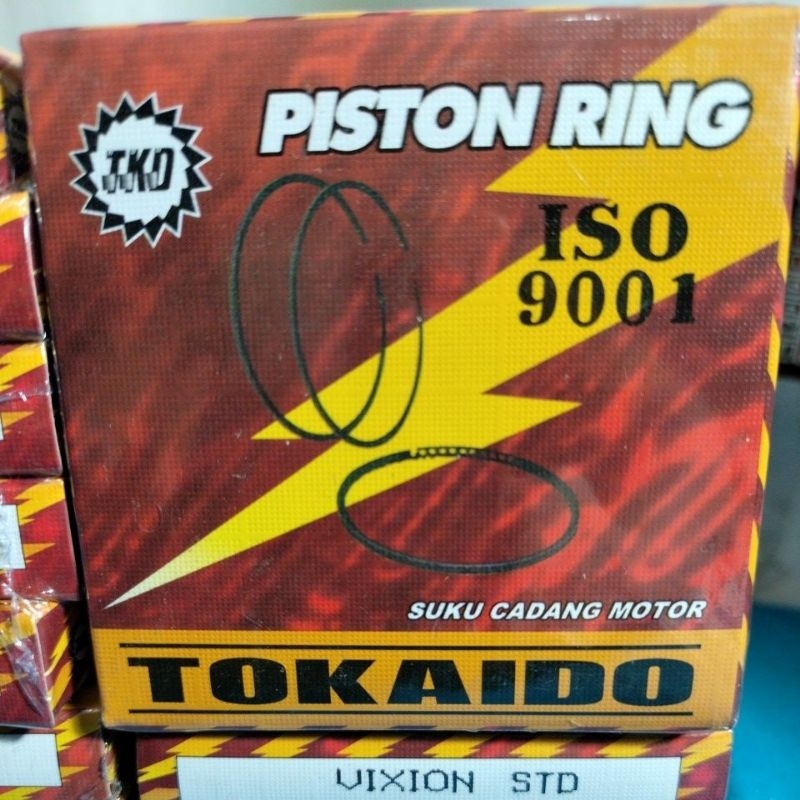 PISTON RING
TKD
ISO
9001
SUKU CADANG MOTOR
TOKAIDO
VIXION STD